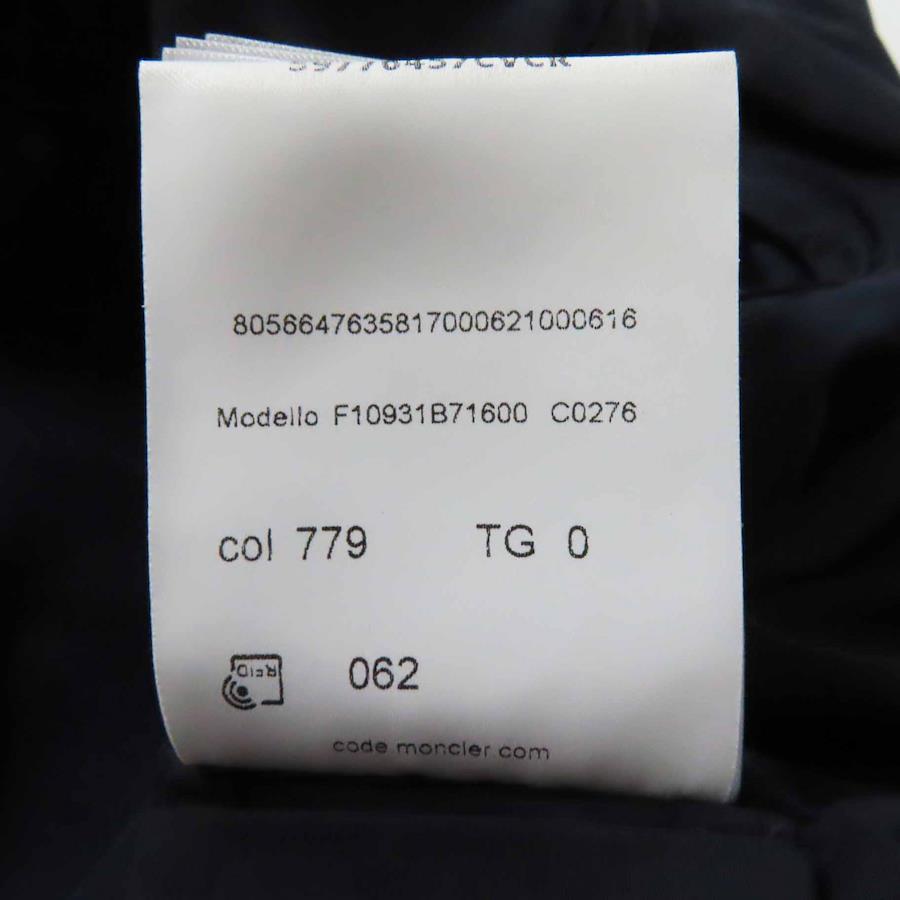 8056647635817000621000616
Modello F10931B71600 C0276
col 779 TG 0
RFID 062
code.moncler.com